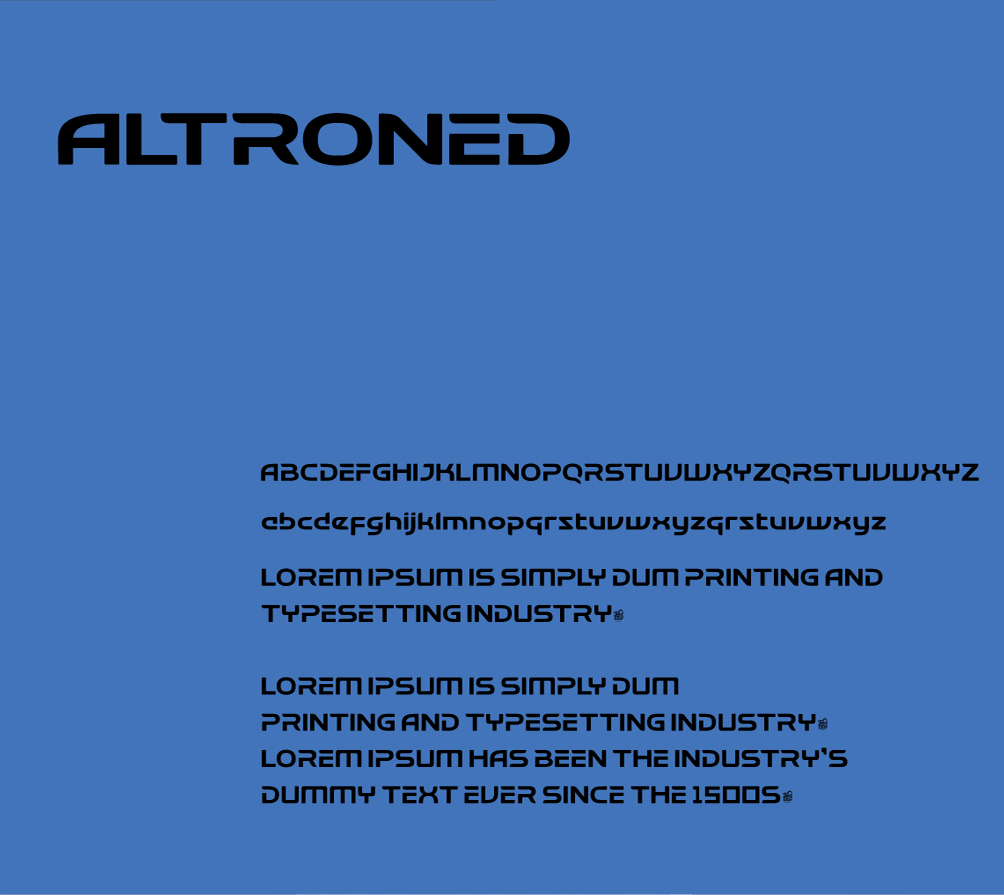 ALTRONED
ABCDEFGHIJKLMNOPQRSTUVWXYZQRSTUVWXYZ
abcdefghijklmnopqrstuvwxyzqrstuvwxyz
LOREM IPSUM IS SIMPLY DUM PRINTING AND
TYPESETTING INDUSTRY
LOREM IPSUM IS SIMPLY DUM
PRINTING AND TYPESETTING INDUSTRY
LOREM IPSUM HAS BEEN THE INDUSTRY'S
DUMMY TEXT EVER SINCE THE 1500S